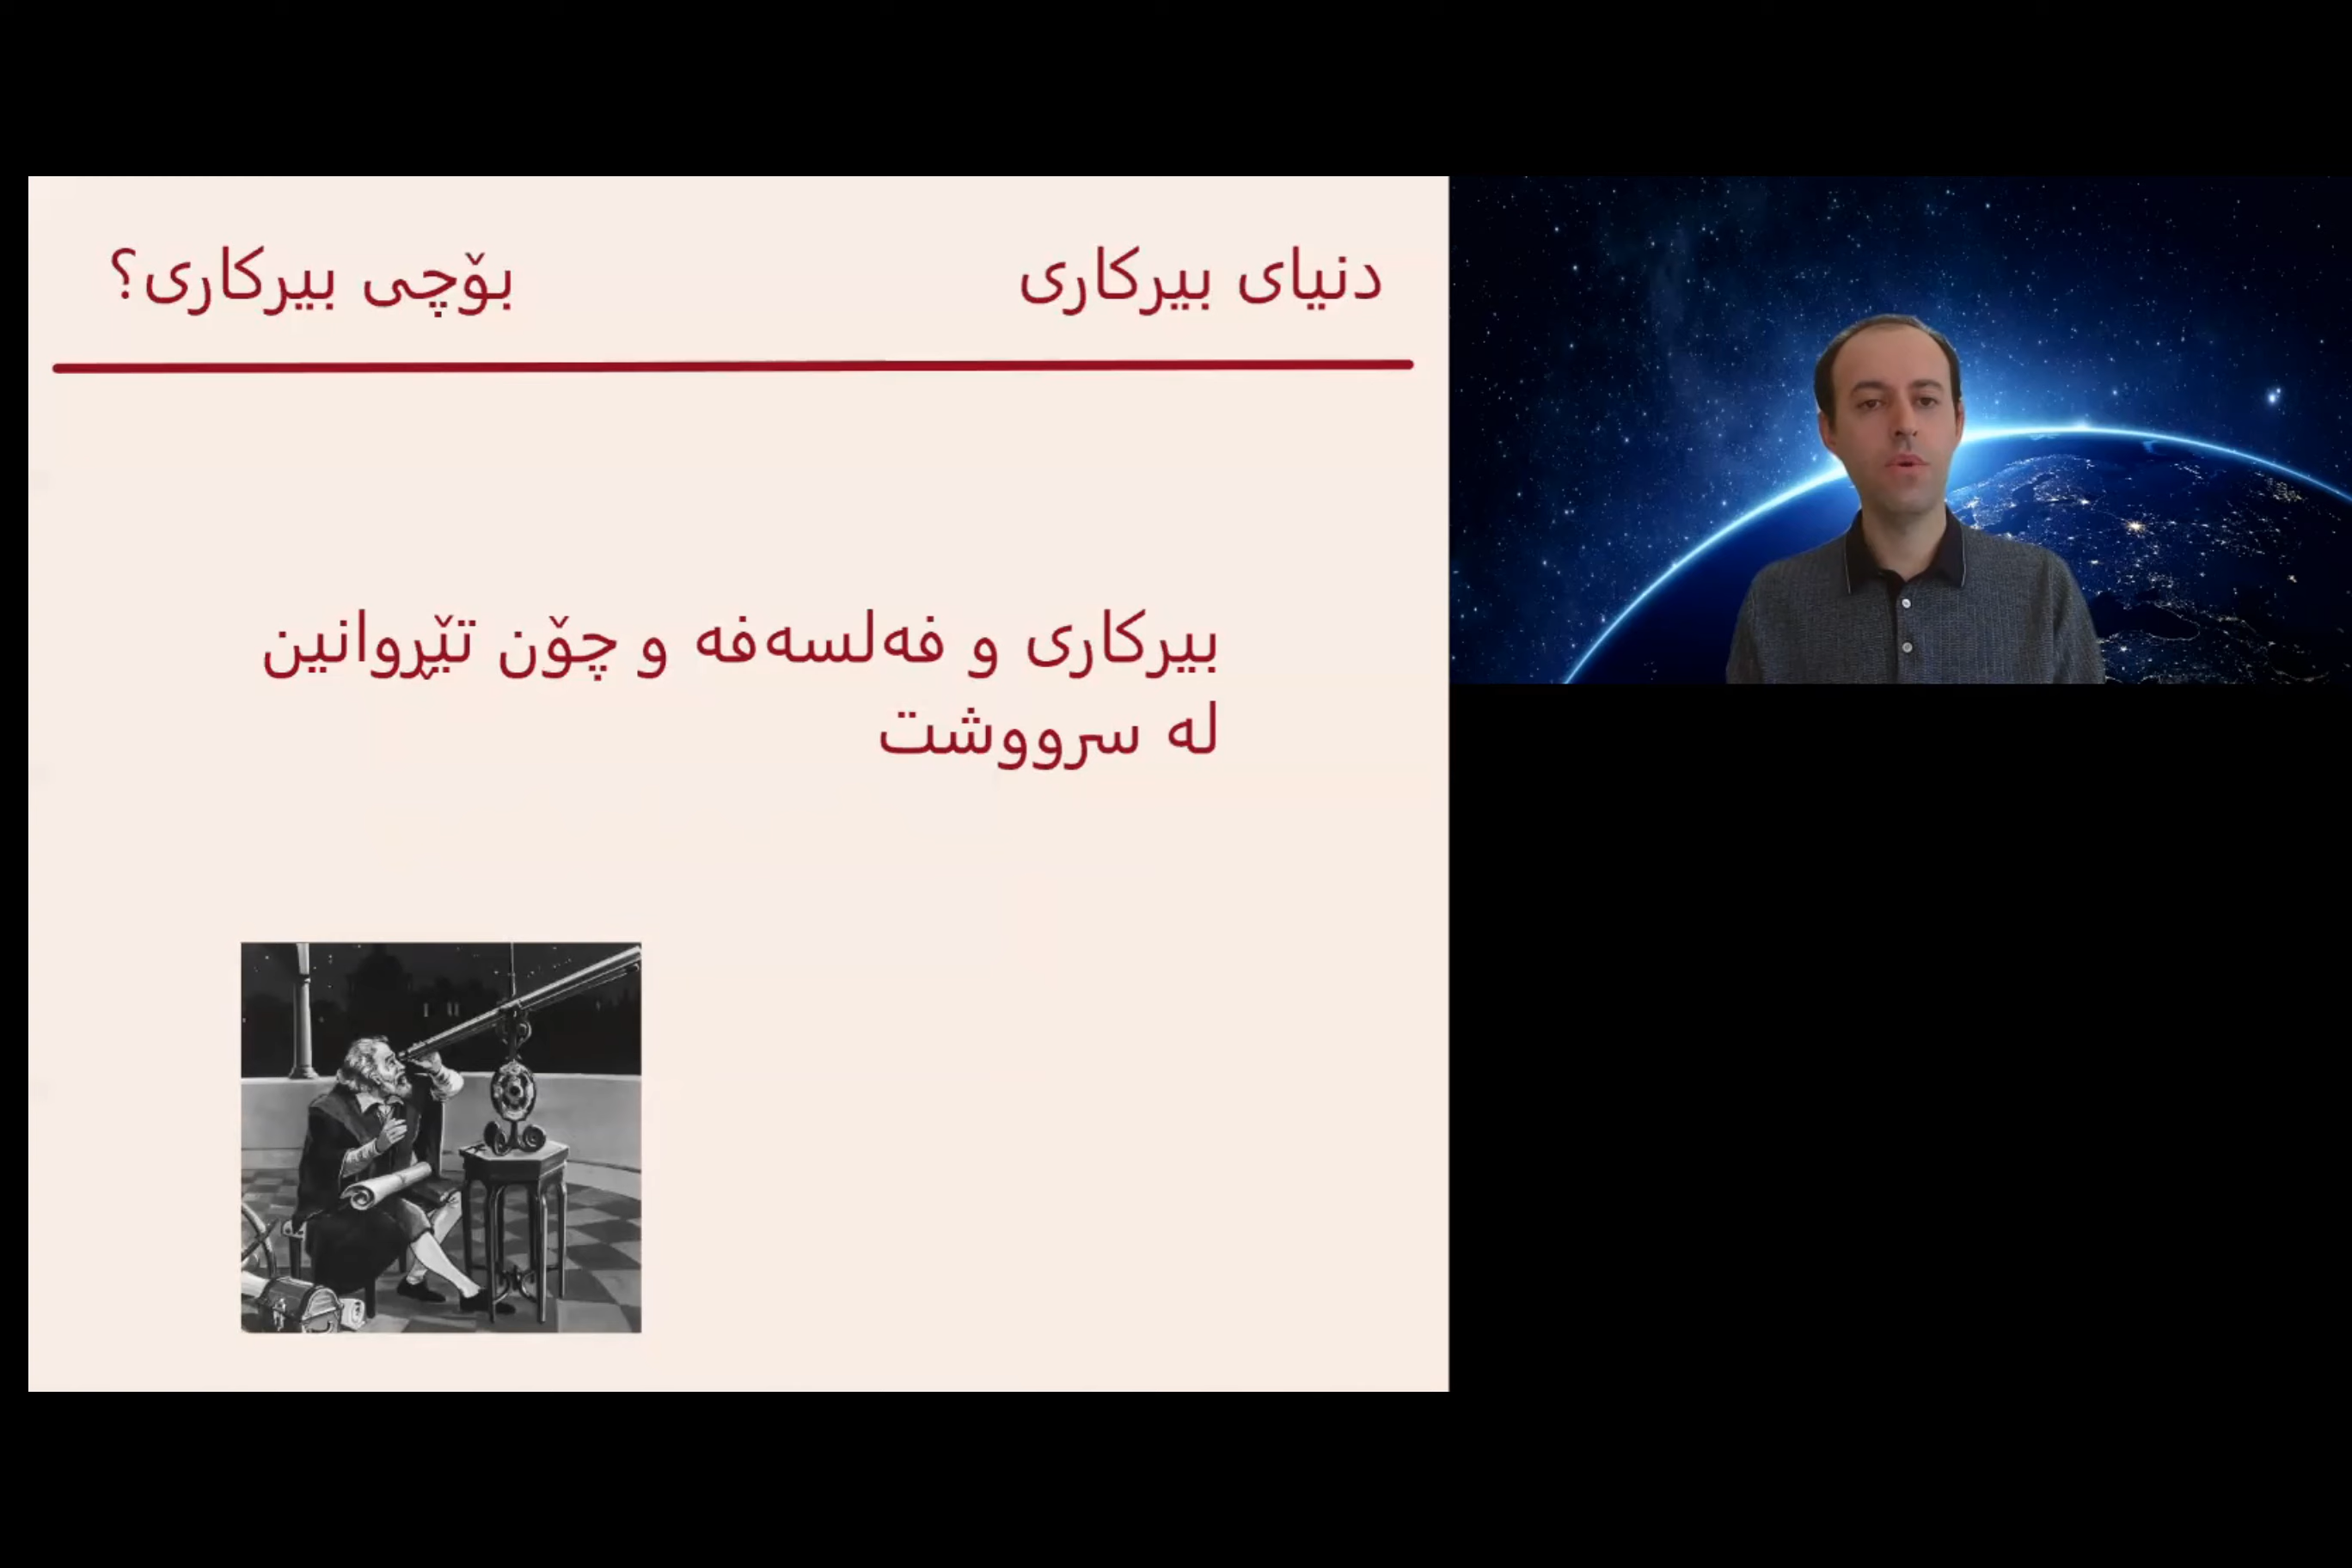 دنیای بیرکاری
بۆچی بیرکاری؟
بیرکاری و فەلسەفە و چۆن تێڕوانین
لە سرووشت